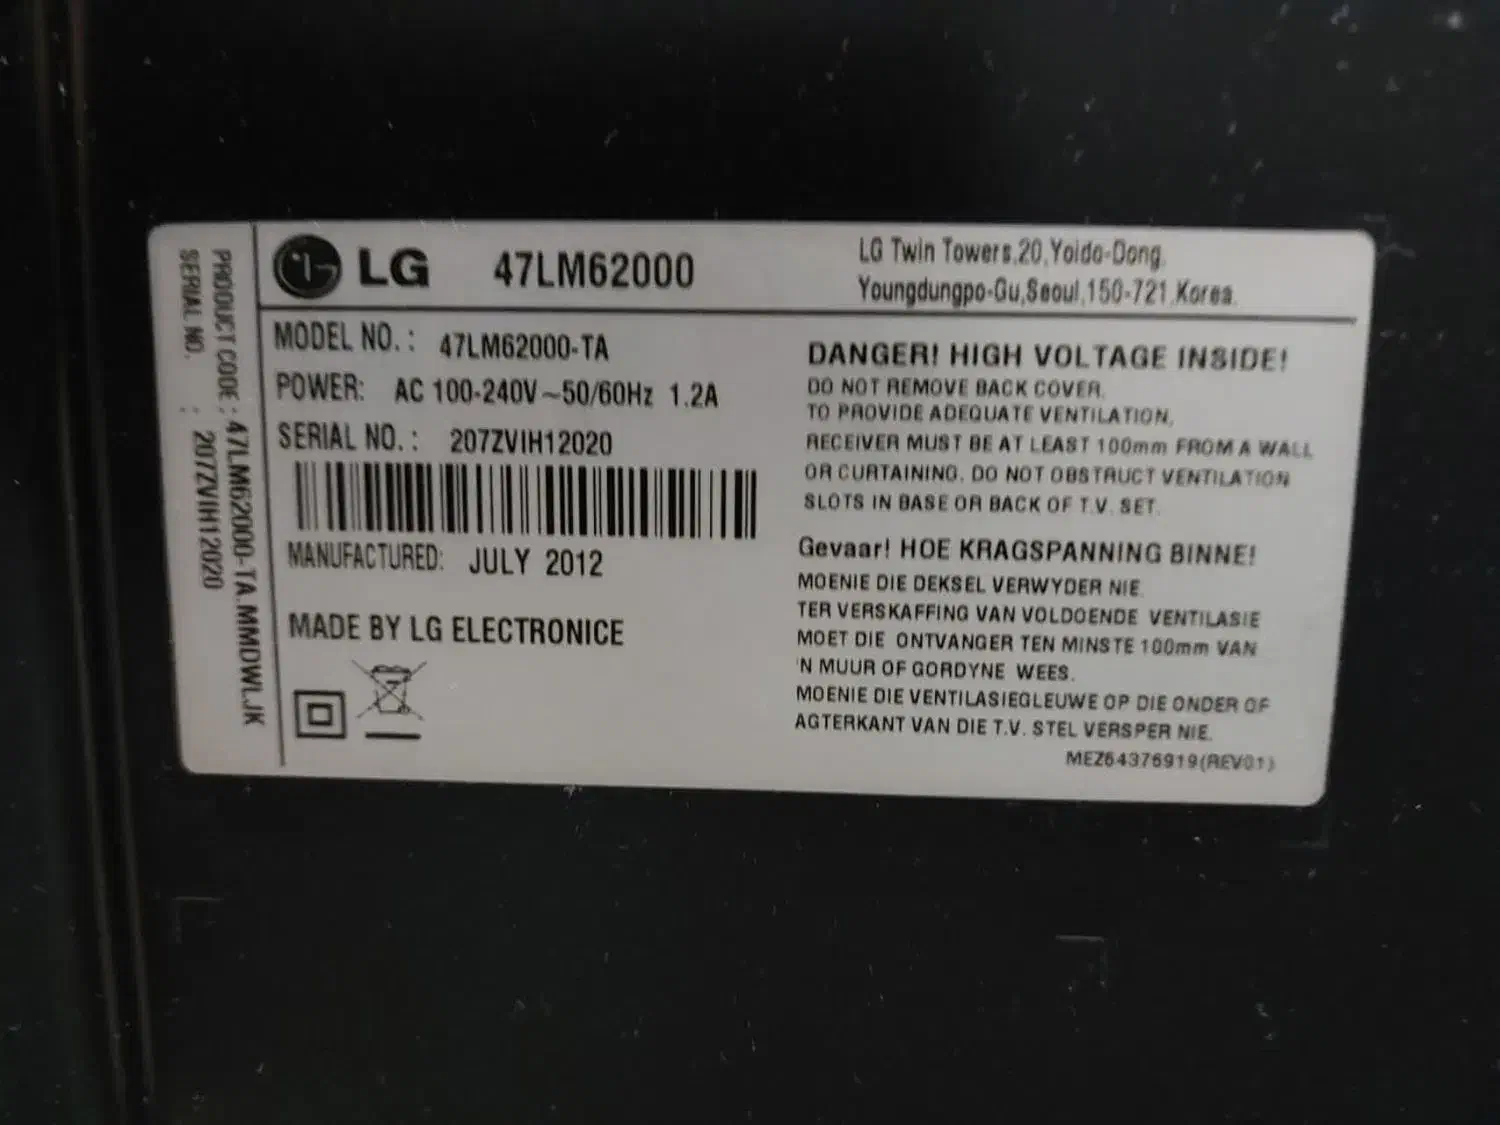 LG 47LM62000
LG Twin Towers,20,Yoido-Dong,
Youngdungpo-Gu,Seoul,150-721,Korea.
MODEL NO. : 47LM62000-TA
POWER: AC 100-240V~50/60Hz 1.2A
SERIAL NO. : 207ZVIH12020
MANUFACTURED: JULY 2012
MADE BY LG ELECTRONICE
DANGER! HIGH VOLTAGE INSIDE!
DO NOT REMOVE BACK COVER.
TO PROVIDE ADEQUATE VENTILATION,
RECEIVER MUST BE AT LEAST 100mm FROM A WALL
OR CURTAINING. DO NOT OBSTRUCT VENTILATION
SLOTS IN BASE OR BACK OF T.V. SET.
Gevaar! HOE KRAGSPANNING BINNE!
MOENIE DIE DEKSEL VERWYDER NIE.
TER VERSKAFFING VAN VOLDOENDE VENTILASIE
MOET DIE ONTVANGER TEN MINSTE 100mm VAN
'N MUUR OF GORDYNE WEES.
MOENIE DIE VENTILASIEGLEUWE OP DIE ONDER OF
AGTERKANT VAN DIE T.V. STEL VERSPER NIE.
MEZ64376919(REV01)
PRODUCT CODE : 47LM62000-TA.MMDWLJK
SERIAL NO. : 207ZVIH12020